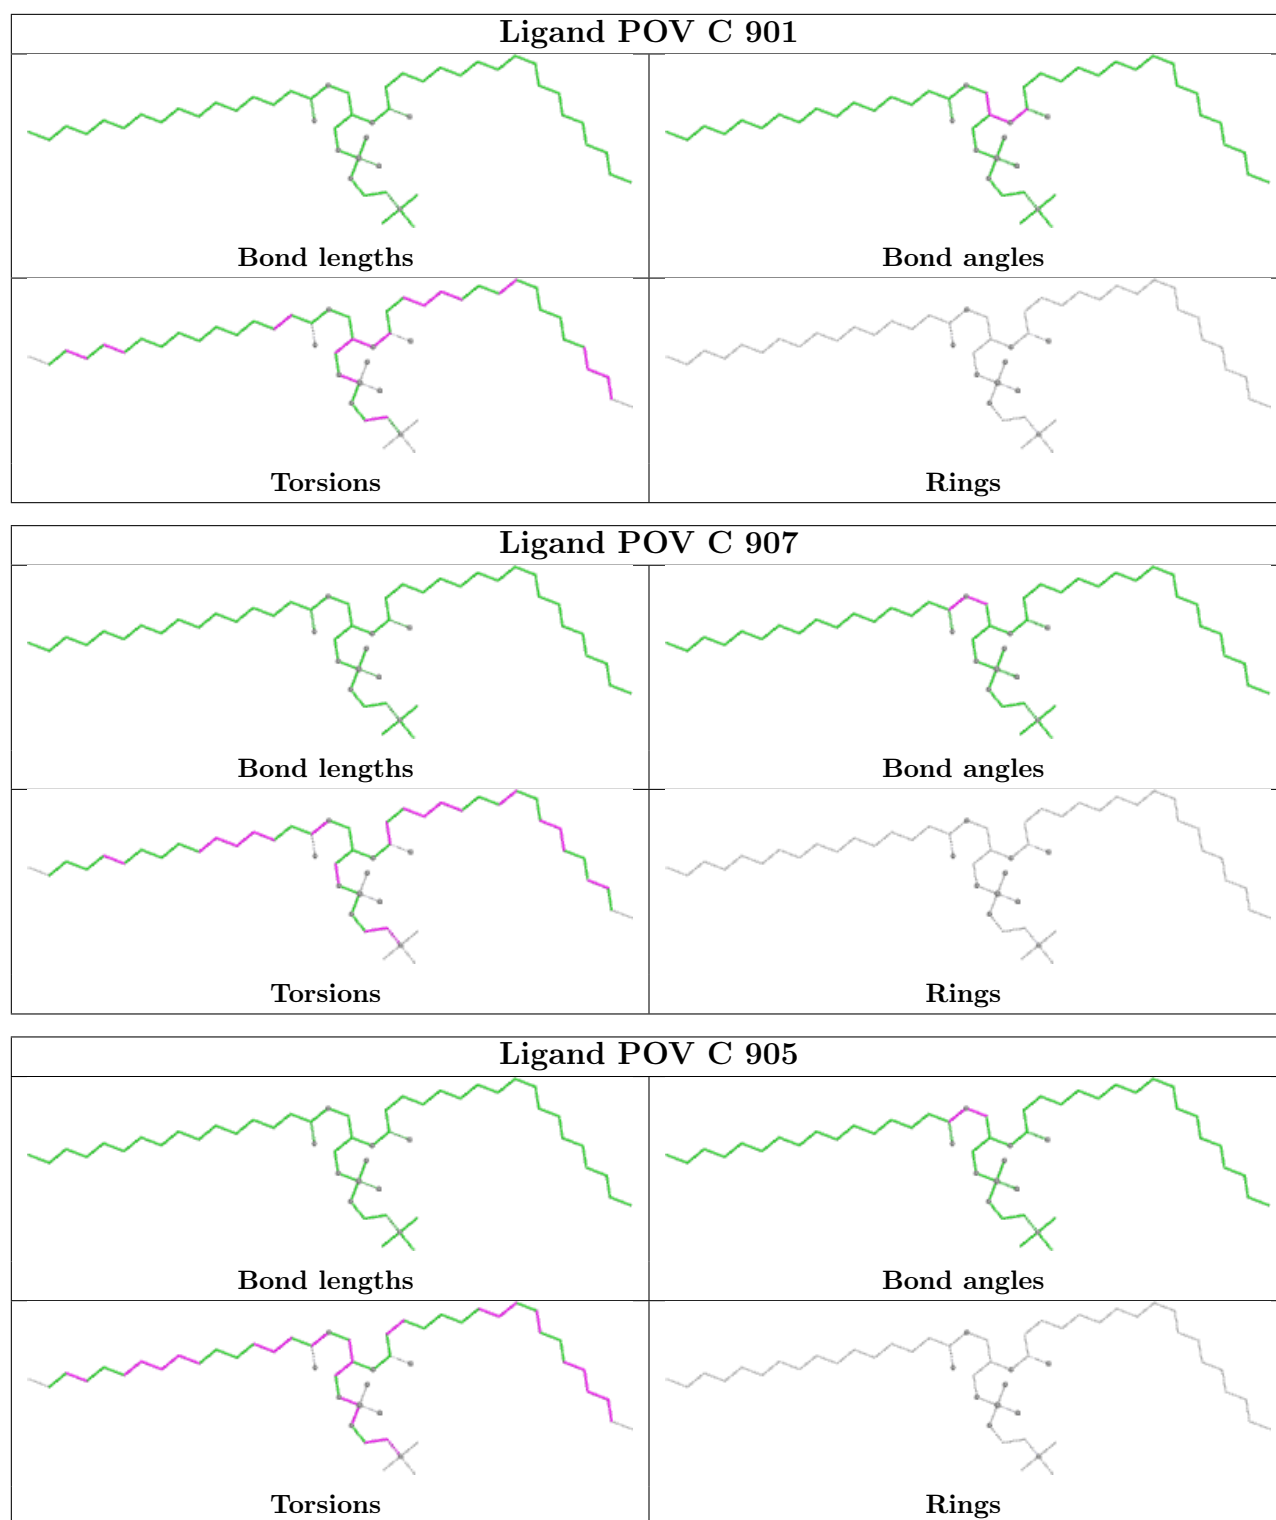 Ligand POV C 901
Bond lengths
Bond angles
Torsions
Rings
Ligand POV C 907
Bond lengths
Bond angles
Torsions
Rings
Ligand POV C 905
Bond lengths
Bond angles
Torsions
Rings